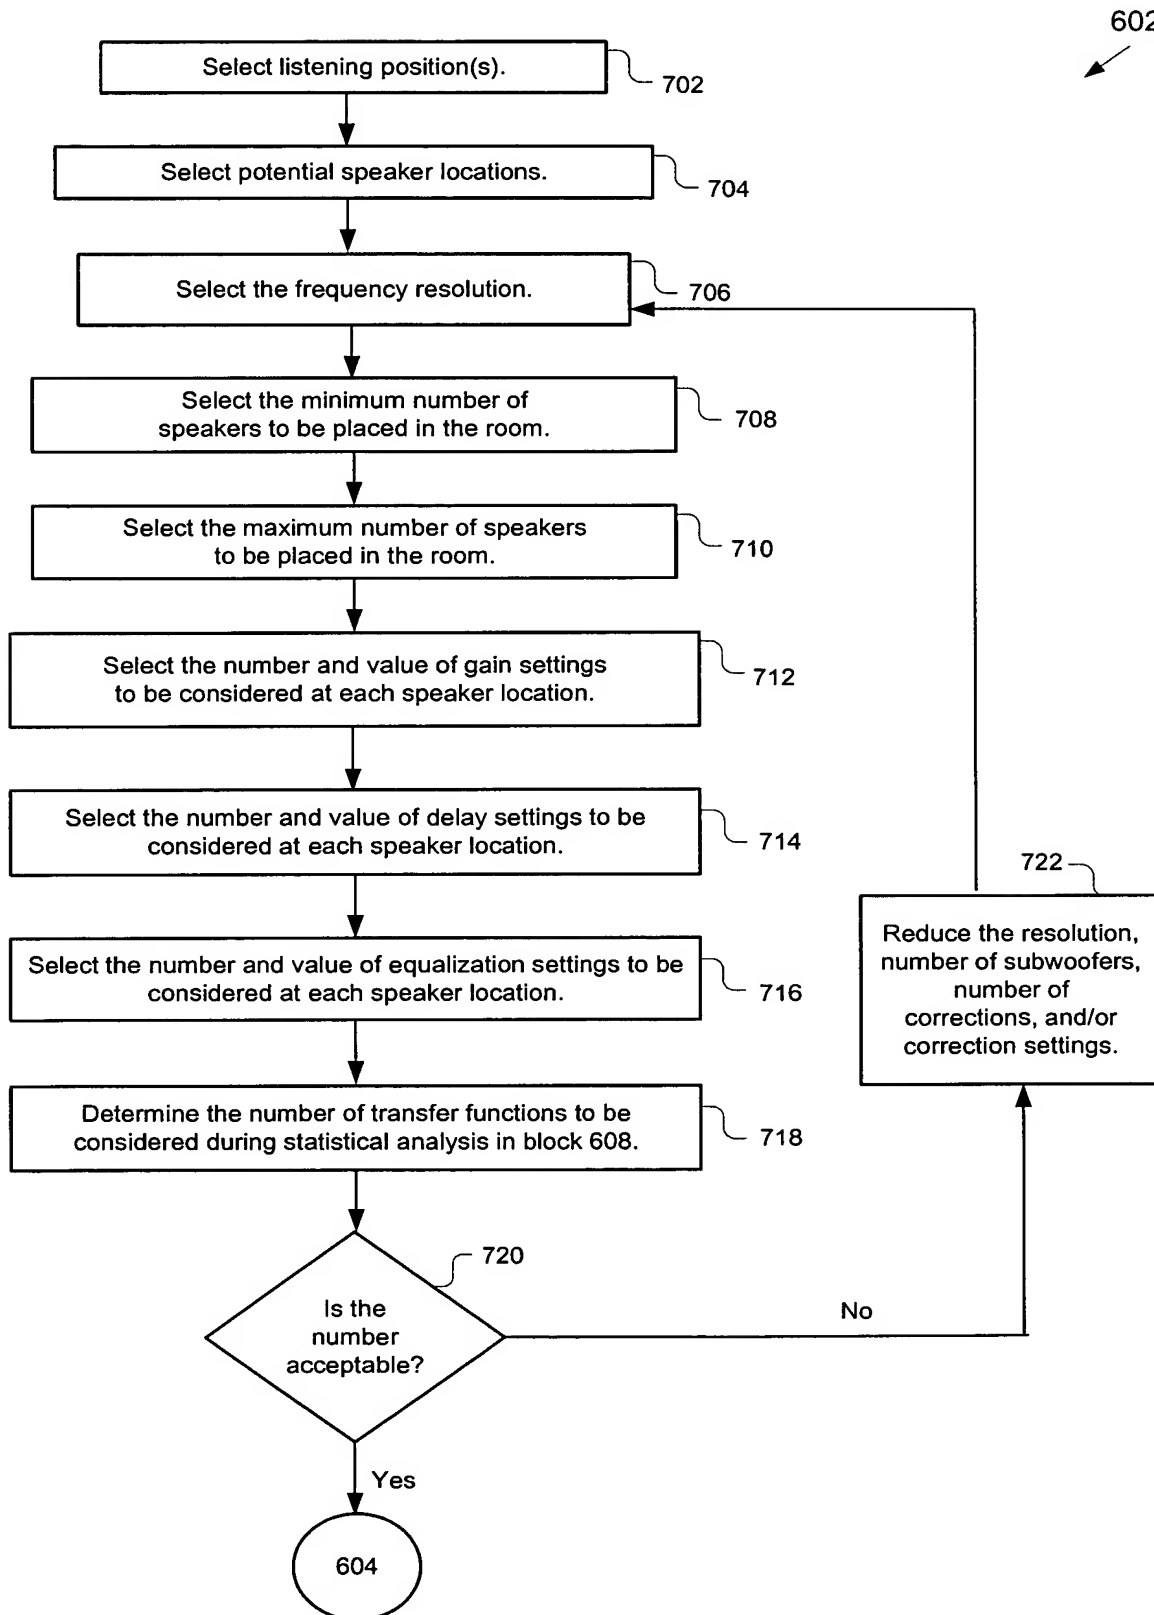 602
Select listening position(s).
702
Select potential speaker locations.
704
Select the frequency resolution.
706
Select the minimum number of
speakers to be placed in the room.
708
Select the maximum number of speakers
to be placed in the room.
710
Select the number and value of gain settings
to be considered at each speaker location.
712
Select the number and value of delay settings to be
considered at each speaker location.
714
722
Reduce the resolution,
number of subwoofers,
number of
corrections, and/or
correction settings.
Select the number and value of equalization settings to be
considered at each speaker location.
716
Determine the number of transfer functions to be
considered during statistical analysis in block 608.
718
720
Is the
number
acceptable?
No
Yes
604